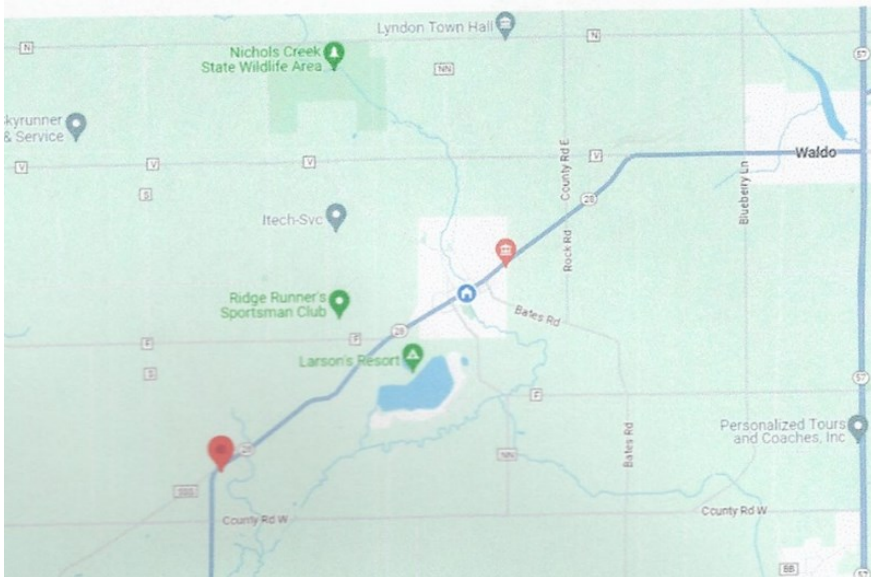 Lyndon Town Hall
N
N
57
Nichols Creek
State Wildlife Area
NN
kyrunner
& Service
V
V
V
V
Waldo
S
County Rd E
Blueberry Ln
28
Itech-Svc
Rock Rd
Ridge Runner's
Sportsman Club
Bates Rd
28
F
F
Larson's Resort
S
57
F
Personalized Tours
and Coaches, Inc
Bates Rd
NN
SSS
County Rd W
County Rd W
BB
57